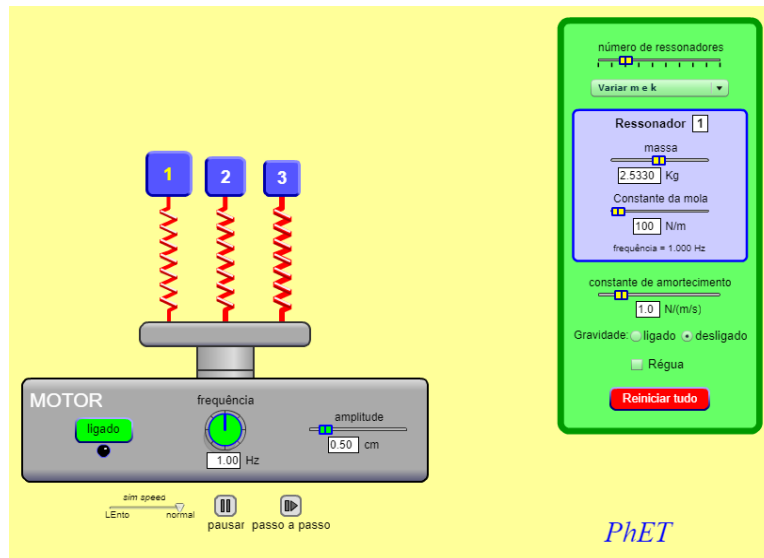 número de ressonadores
Variar m e k
Ressonador 1
massa
2.5330 Kg
Constante da mola
100 N/m
frequência = 1.000 Hz
constante de amortecimento
1.0 N/(m/s)
Gravidade: ligado desligado
Régua
Reiniciar tudo
1
2
3
MOTOR
ligado
frequência
1.00 Hz
amplitude
0.50 cm
sim speed
LEnto normal
pausar passo a passo
PhET